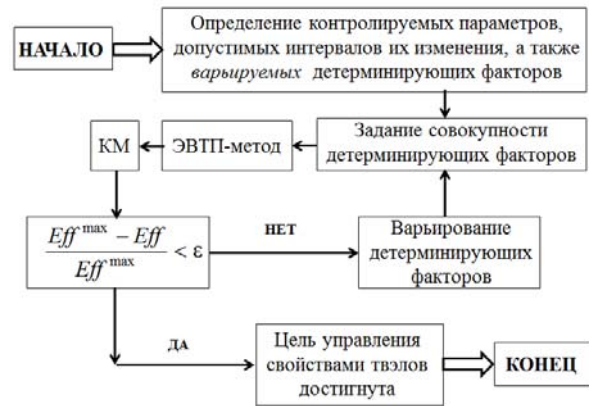 НАЧАЛО
Определение контролируемых параметров,
допустимых интервалов их изменения, а также
варьируемых детерминирующих факторов
КМ
ЭВТП-метод
Задание совокупности
детерминирующих факторов
Eff max − Eff
Eff max
< ε
НЕТ
Варьирование
детерминирующих
факторов
ДА
Цель управления
свойствами твэлов
достигнута
КОНЕЦ